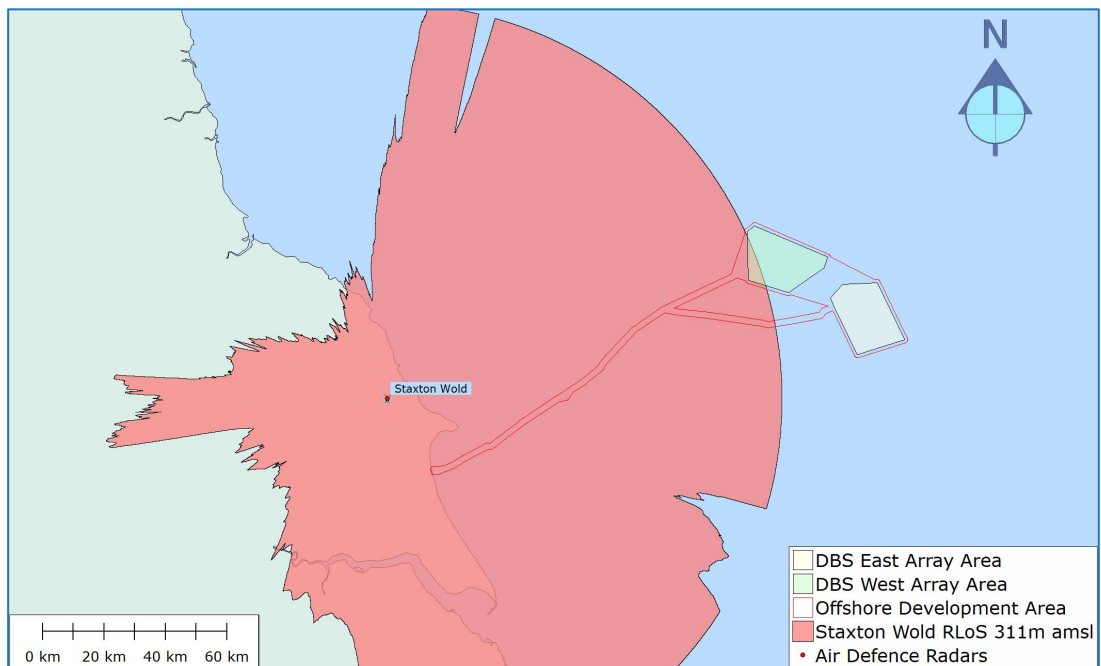 N
Staxton Wold
DBS East Array Area
DBS West Array Area
Offshore Development Area
Staxton Wold RLoS 311m amsl
Air Defence Radars
0 km 20 km 40 km 60 km